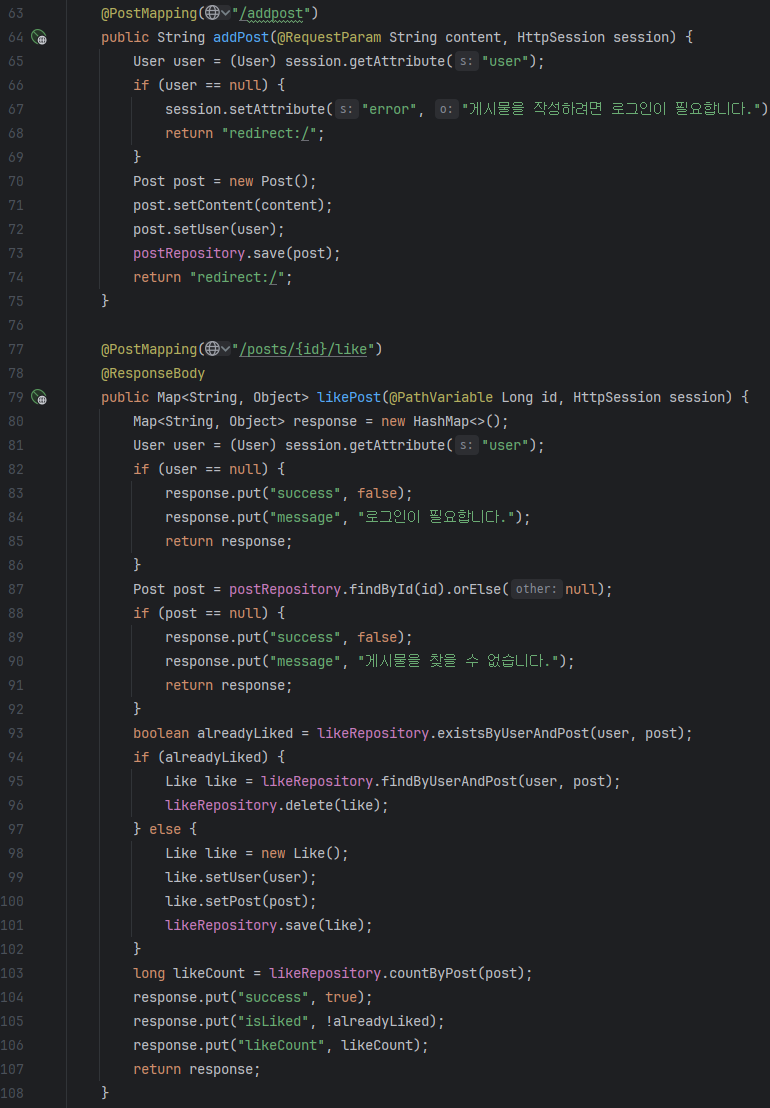 63 @PostMapping("/addpost")
64 public String addPost(@RequestParam String content, HttpSession session) {
65 User user = (User) session.getAttribute( s: "user");
66 if (user == null) {
67 session.setAttribute( s: "error", o: "게시물을 작성하려면 로그인이 필요합니다.")
68 return "redirect:/";
69 }
70 Post post = new Post();
71 post.setContent(content);
72 post.setUser(user);
73 postRepository.save(post);
74 return "redirect:/";
75 }
76
77 @PostMapping("/posts/{id}/like")
78 @ResponseBody
79 public Map<String, Object> likePost(@PathVariable Long id, HttpSession session) {
80 Map<String, Object> response = new HashMap<>();
81 User user = (User) session.getAttribute( s: "user");
82 if (user == null) {
83 response.put("success", false);
84 response.put("message", "로그인이 필요합니다.");
85 return response;
86 }
87 Post post = postRepository.findById(id).orElse( other: null);
88 if (post == null) {
89 response.put("success", false);
90 response.put("message", "게시물을 찾을 수 없습니다.");
91 return response;
92 }
93 boolean alreadyLiked = likeRepository.existsByUserAndPost(user, post);
94 if (alreadyLiked) {
95 Like like = likeRepository.findByUserAndPost(user, post);
96 likeRepository.delete(like);
97 } else {
98 Like like = new Like();
99 like.setUser(user);
100 like.setPost(post);
101 likeRepository.save(like);
102 }
103 long likeCount = likeRepository.countByPost(post);
104 response.put("success", true);
105 response.put("isLiked", !alreadyLiked);
106 response.put("likeCount", likeCount);
107 return response;
108 }